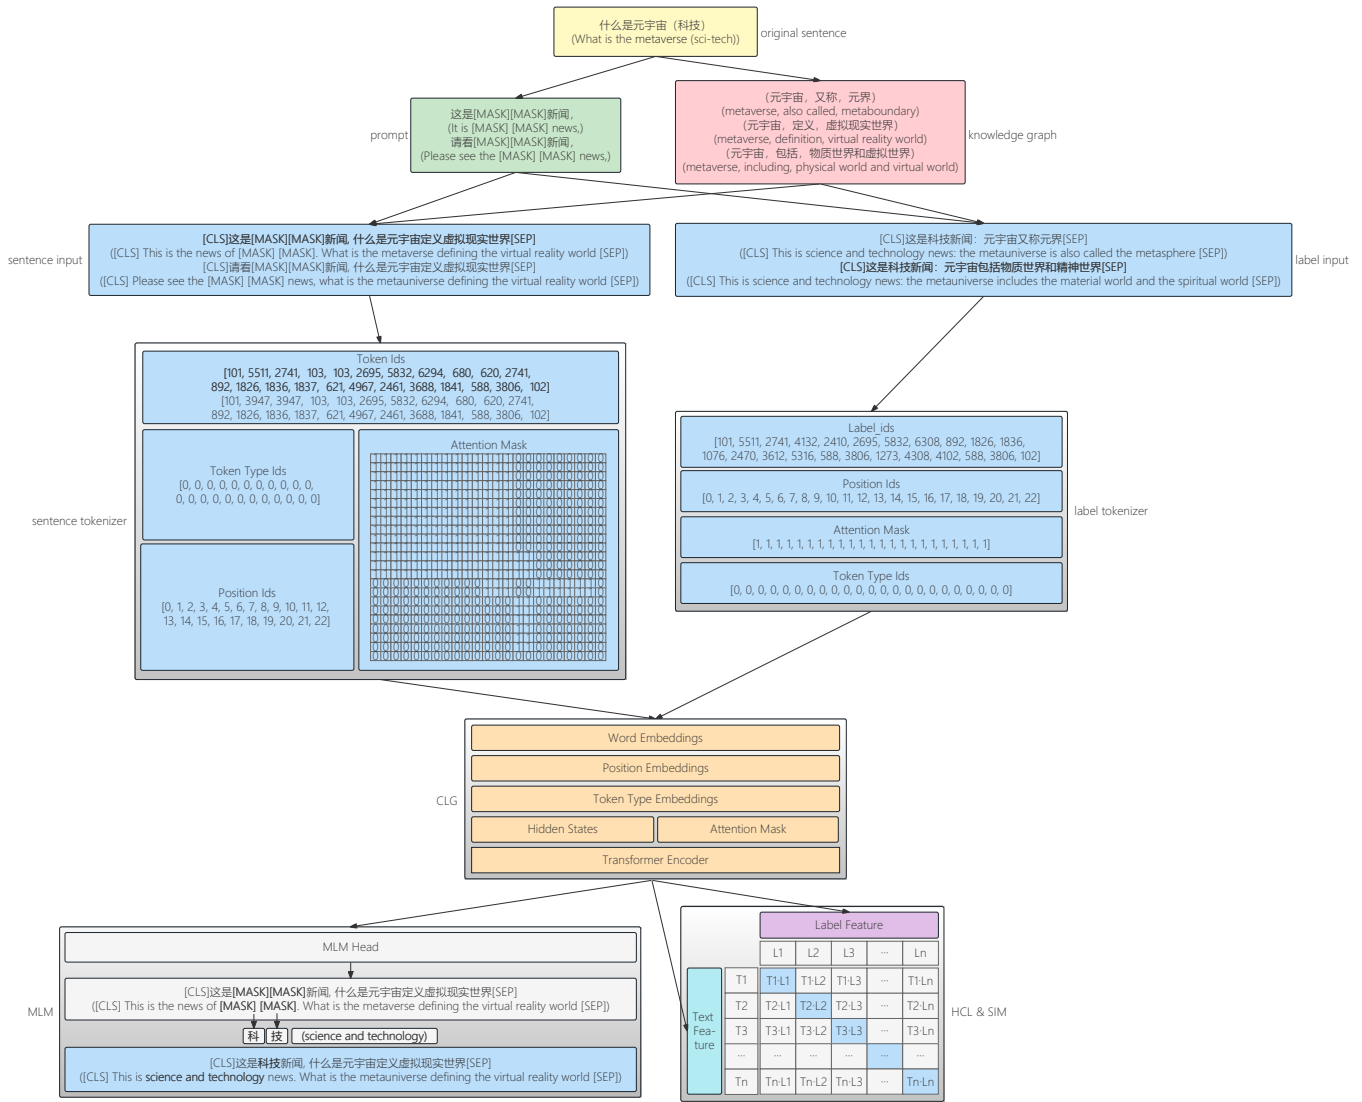 什么是元宇宙（科技）
(What is the metaverse (sci-tech))
original sentence
prompt
这是[MASK][MASK]新闻，
(It is [MASK] [MASK] news,)
请看[MASK][MASK]新闻，
(Please see the [MASK] [MASK] news,)
（元宇宙，又称，元界）
(metaverse, also called, metaboundary)
（元宇宙，定义，虚拟现实世界）
(metaverse, definition, virtual reality world)
（元宇宙，包括，物质世界和虚拟世界）
(metaverse, including, physical world and virtual world)
knowledge graph
sentence input
[CLS]这是[MASK][MASK]新闻, 什么是元宇宙定义虚拟现实世界[SEP]
([CLS] This is the news of [MASK] [MASK]. What is the metaverse defining the virtual reality world [SEP])
[CLS]请看[MASK][MASK]新闻, 什么是元宇宙定义虚拟现实世界[SEP]
([CLS] Please see the [MASK] [MASK] news, what is the metauniverse defining the virtual reality world [SEP])
[CLS]这是科技新闻：元宇宙又称元界[SEP]
([CLS] This is science and technology news: the metauniverse is also called the metasphere [SEP])
[CLS]这是科技新闻：元宇宙包括物质世界和精神世界[SEP]
([CLS] This is science and technology news: the metauniverse includes the material world and the spiritual world [SEP])
label input
sentence tokenizer
Token Ids
[101, 5511, 2741, 103, 103, 2695, 5832, 6294, 680, 620, 2741,
892, 1826, 1836, 1837, 621, 4967, 2461, 3688, 1841, 588, 3806, 102]
[101, 3947, 3947, 103, 103, 2695, 5832, 6294, 680, 620, 2741,
892, 1826, 1836, 1837, 621, 4967, 2461, 3688, 1841, 588, 3806, 102]
Token Type Ids
[0, 0, 0, 0, 0, 0, 0, 0, 0, 0, 0,
0, 0, 0, 0, 0, 0, 0, 0, 0, 0, 0, 0]
Position Ids
[0, 1, 2, 3, 4, 5, 6, 7, 8, 9, 10, 11, 12,
13, 14, 15, 16, 17, 18, 19, 20, 21, 22]
Attention Mask
Label_ids
[101, 5511, 2741, 4132, 2410, 2695, 5832, 6308, 892, 1826, 1836,
1076, 2470, 3612, 5316, 588, 3806, 1273, 4308, 4102, 588, 3806, 102]
Position Ids
[0, 1, 2, 3, 4, 5, 6, 7, 8, 9, 10, 11, 12, 13, 14, 15, 16, 17, 18, 19, 20, 21, 22]
Attention Mask
[1, 1, 1, 1, 1, 1, 1, 1, 1, 1, 1, 1, 1, 1, 1, 1, 1, 1, 1, 1, 1, 1, 1]
Token Type Ids
[0, 0, 0, 0, 0, 0, 0, 0, 0, 0, 0, 0, 0, 0, 0, 0, 0, 0, 0, 0, 0, 0, 0]
label tokenizer
CLG
Word Embeddings
Position Embeddings
Token Type Embeddings
Hidden States
Attention Mask
Transformer Encoder
MLM
MLM Head
[CLS]这是[MASK][MASK]新闻, 什么是元宇宙定义虚拟现实世界[SEP]
([CLS] This is the news of [MASK] [MASK]. What is the metaverse defining the virtual reality world [SEP])
科 技 (science and technology)
[CLS]这是科技新闻, 什么是元宇宙定义虚拟现实世界[SEP]
([CLS] This is science and technology news. What is the metauniverse defining the virtual reality world [SEP])
Label Feature
L1 L2 L3 ... Ln
Text
Fea-
ture
T1 T1·L1 T1·L2 T1·L3 ... T1·Ln
T2 T2·L1 T2·L2 T2·L3 ... T2·Ln
T3 T3·L1 T3·L2 T3·L3 ... T3·Ln
... ... ... ... ... ...
Tn Tn·L1 Tn·L2 Tn·L3 ... Tn·Ln
HCL & SIM